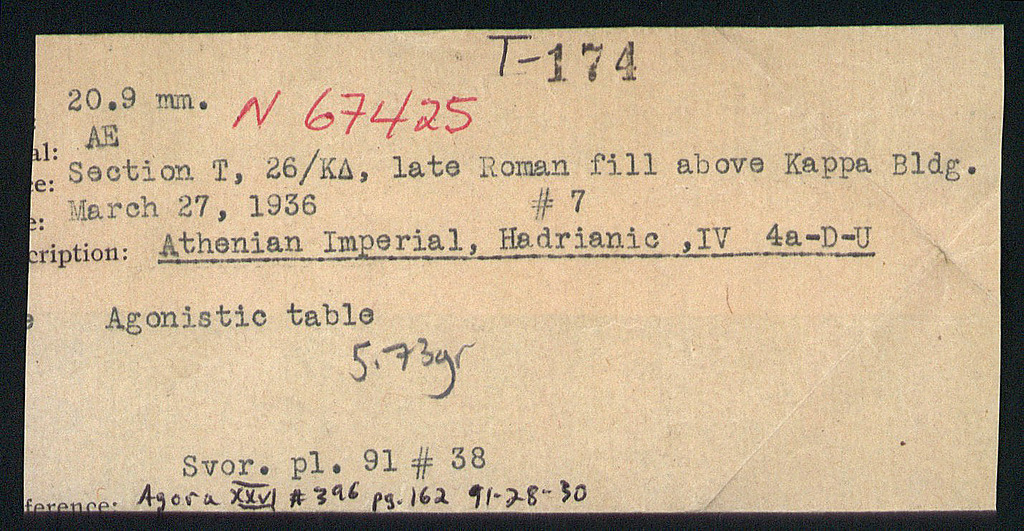 T-174
20.9 mm. N 67425
al: AE
ce: Section T, 26/ΚΔ, late Roman fill above Kappa Bldg.
e: March 27, 1936 # 7
cription: Athenian Imperial, Hadrianic ,IV 4a-D-U
e Agonistic table
5.73gr
Svor. pl. 91 # 38
ference: Agora XXVI #396 pg. 162 91-28-30